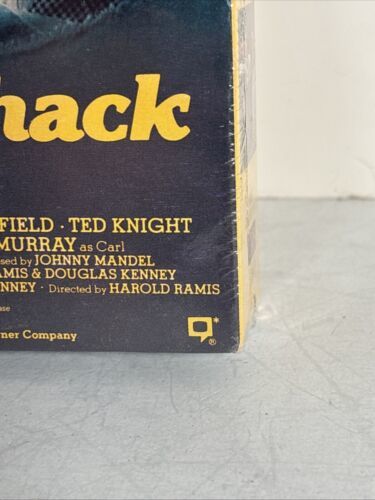 hack
FIELD · TED KNIGHT
MURRAY as Carl
sed by JOHNNY MANDEL
AMIS & DOUGLAS KENNEY
NNEY · Directed by HAROLD RAMIS
ase
ner Company
*
®